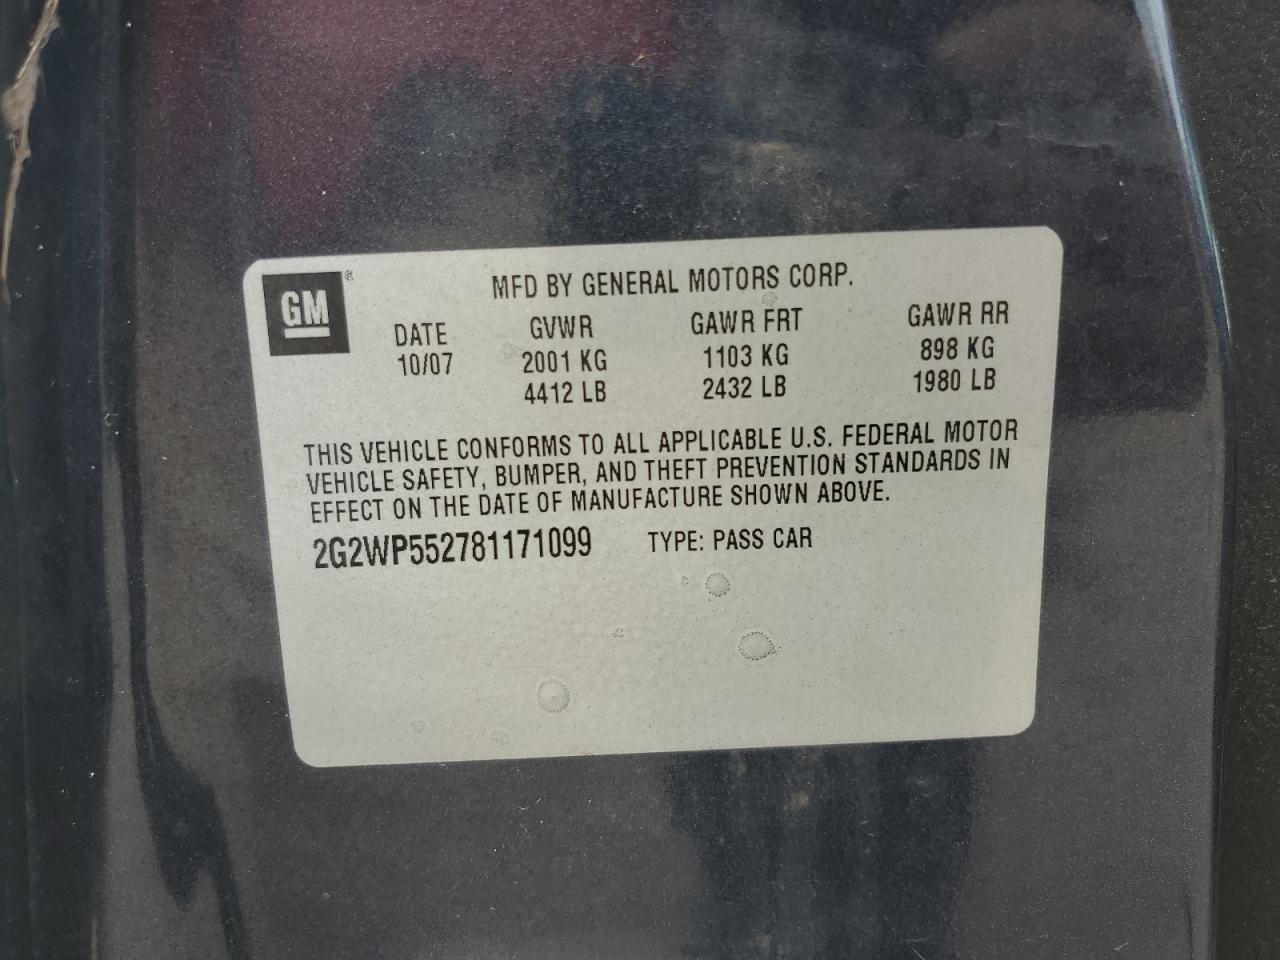 GM ®
MFD BY GENERAL MOTORS CORP.
DATE GVWR GAWR FRT GAWR RR
10/07 2001 KG 1103 KG 898 KG
4412 LB 2432 LB 1980 LB
THIS VEHICLE CONFORMS TO ALL APPLICABLE U.S. FEDERAL MOTOR
VEHICLE SAFETY, BUMPER, AND THEFT PREVENTION STANDARDS IN
EFFECT ON THE DATE OF MANUFACTURE SHOWN ABOVE.
2G2WP552781171099 TYPE: PASS CAR